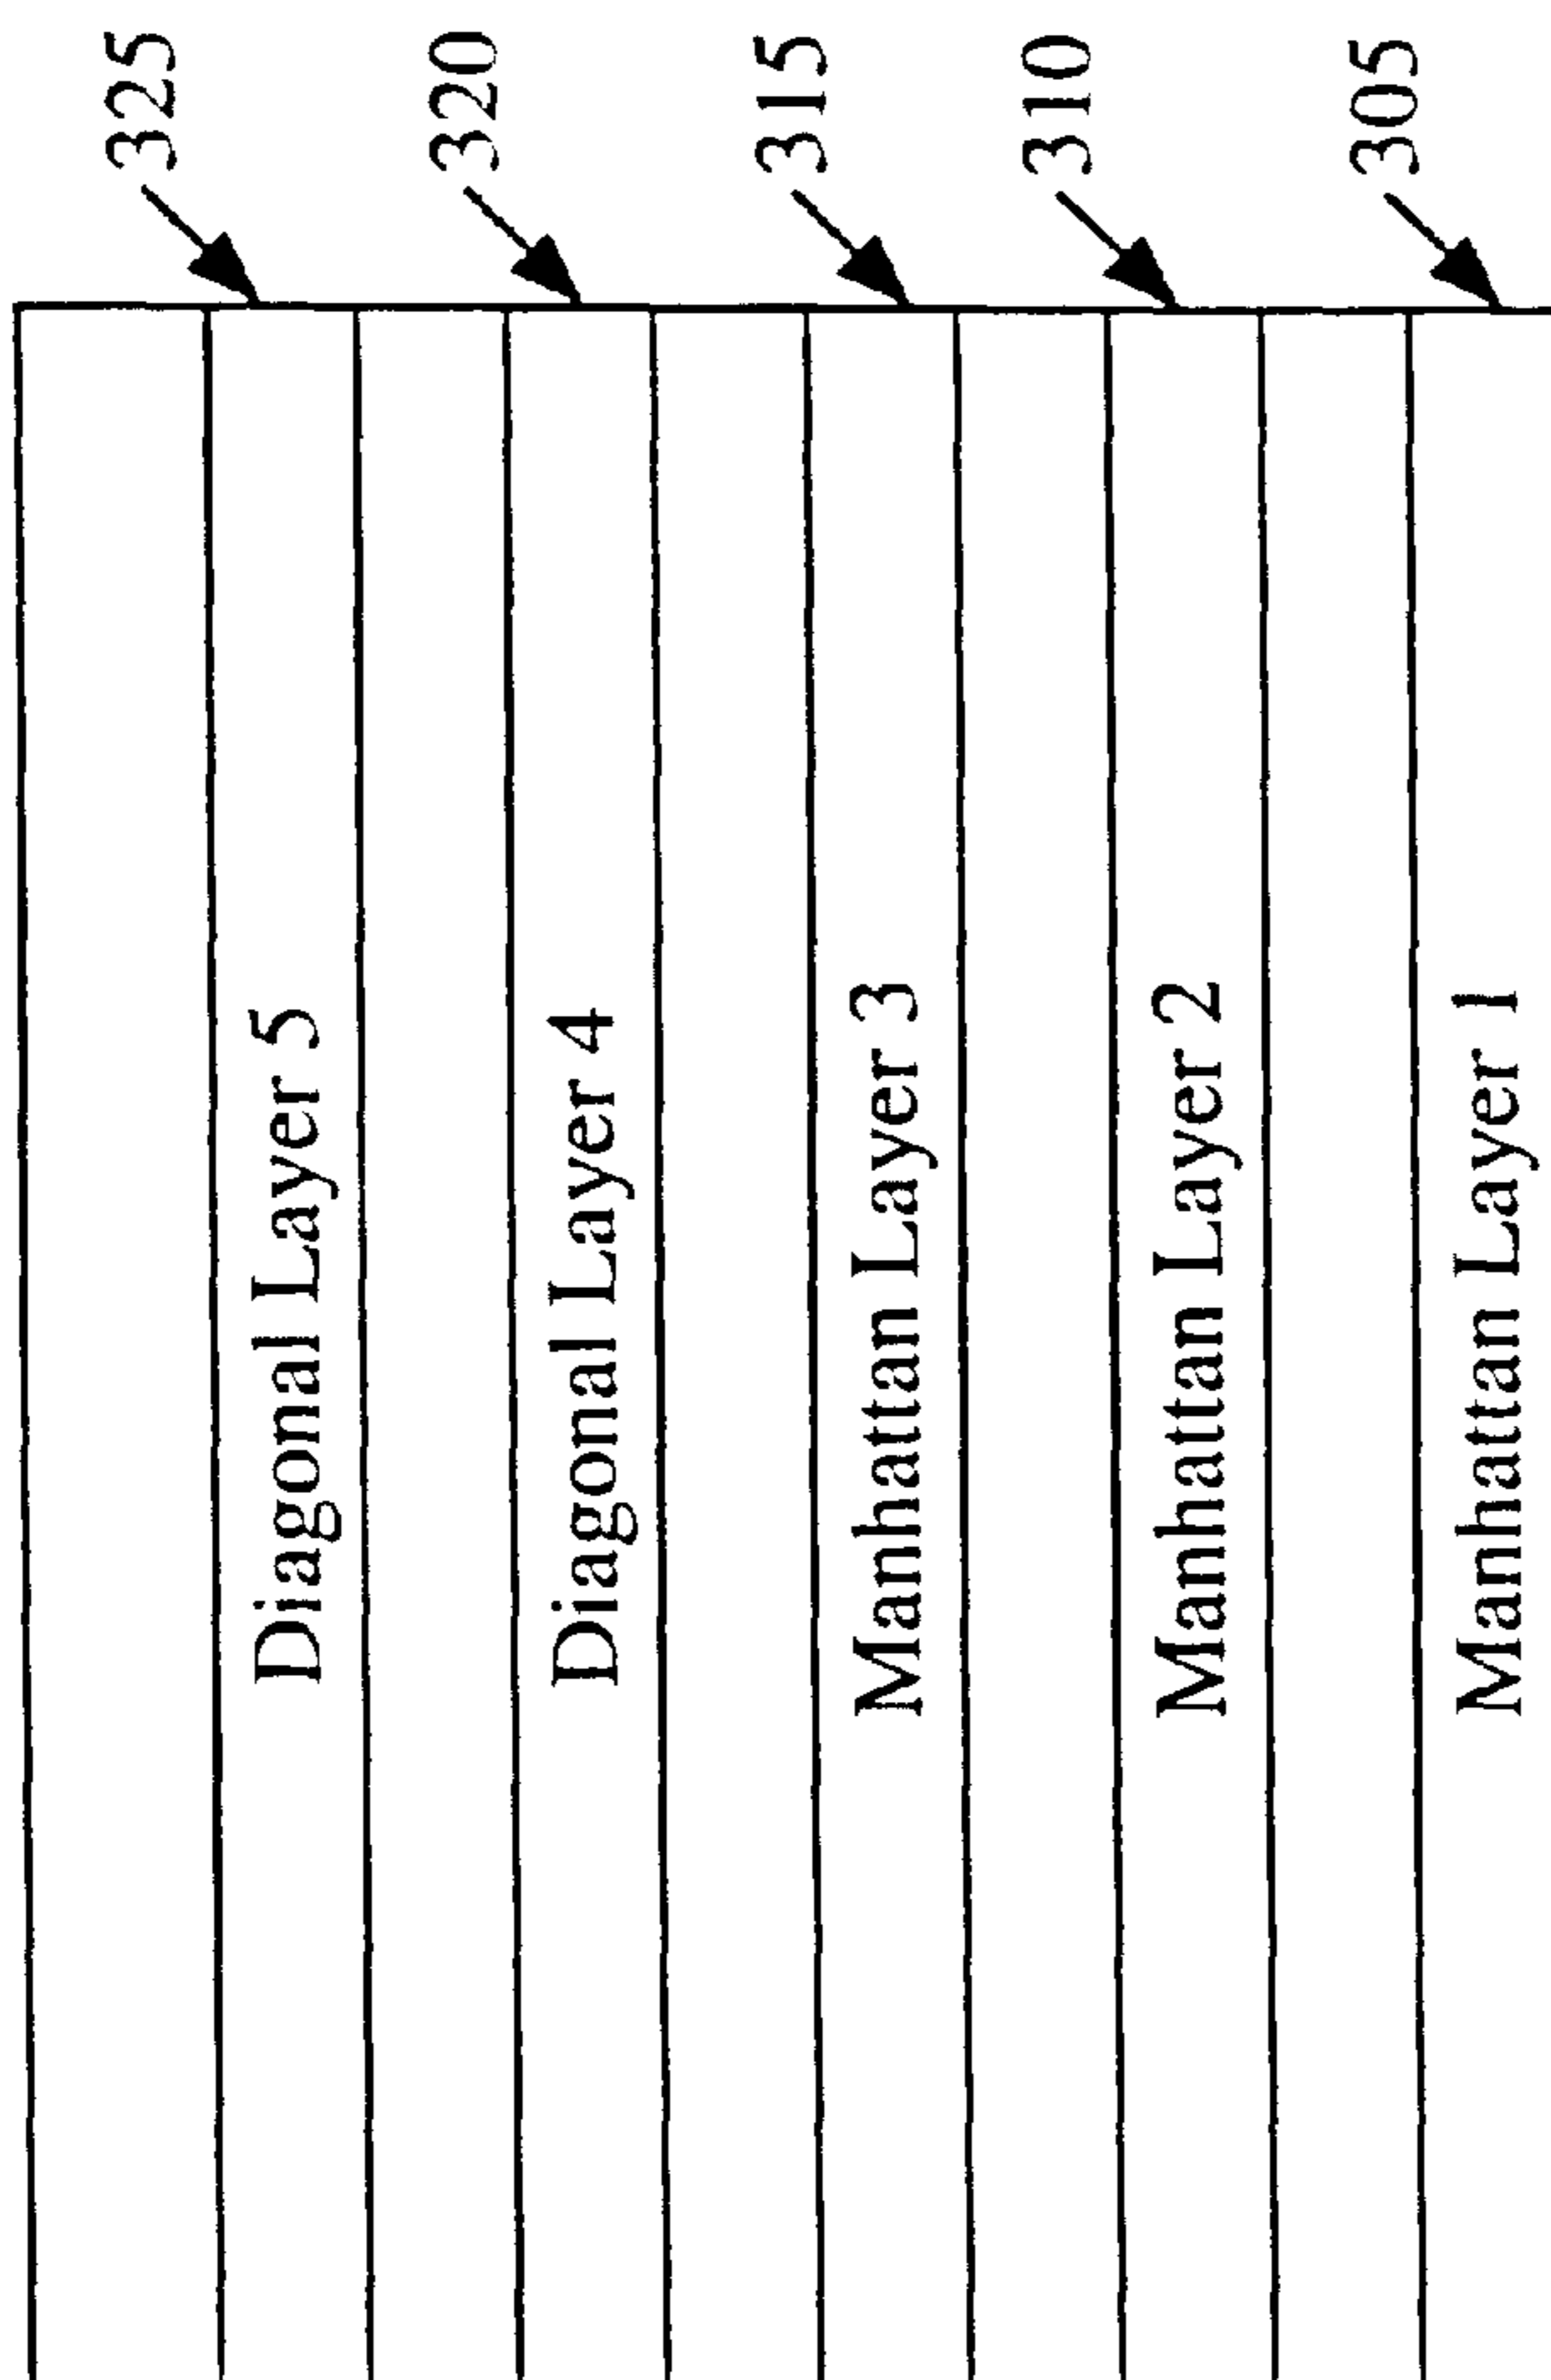 Diagonal Layer 5
325
Diagonal Layer 4
320
Manhattan Layer 3
315
Manhattan Layer 2
310
Manhattan Layer 1
305